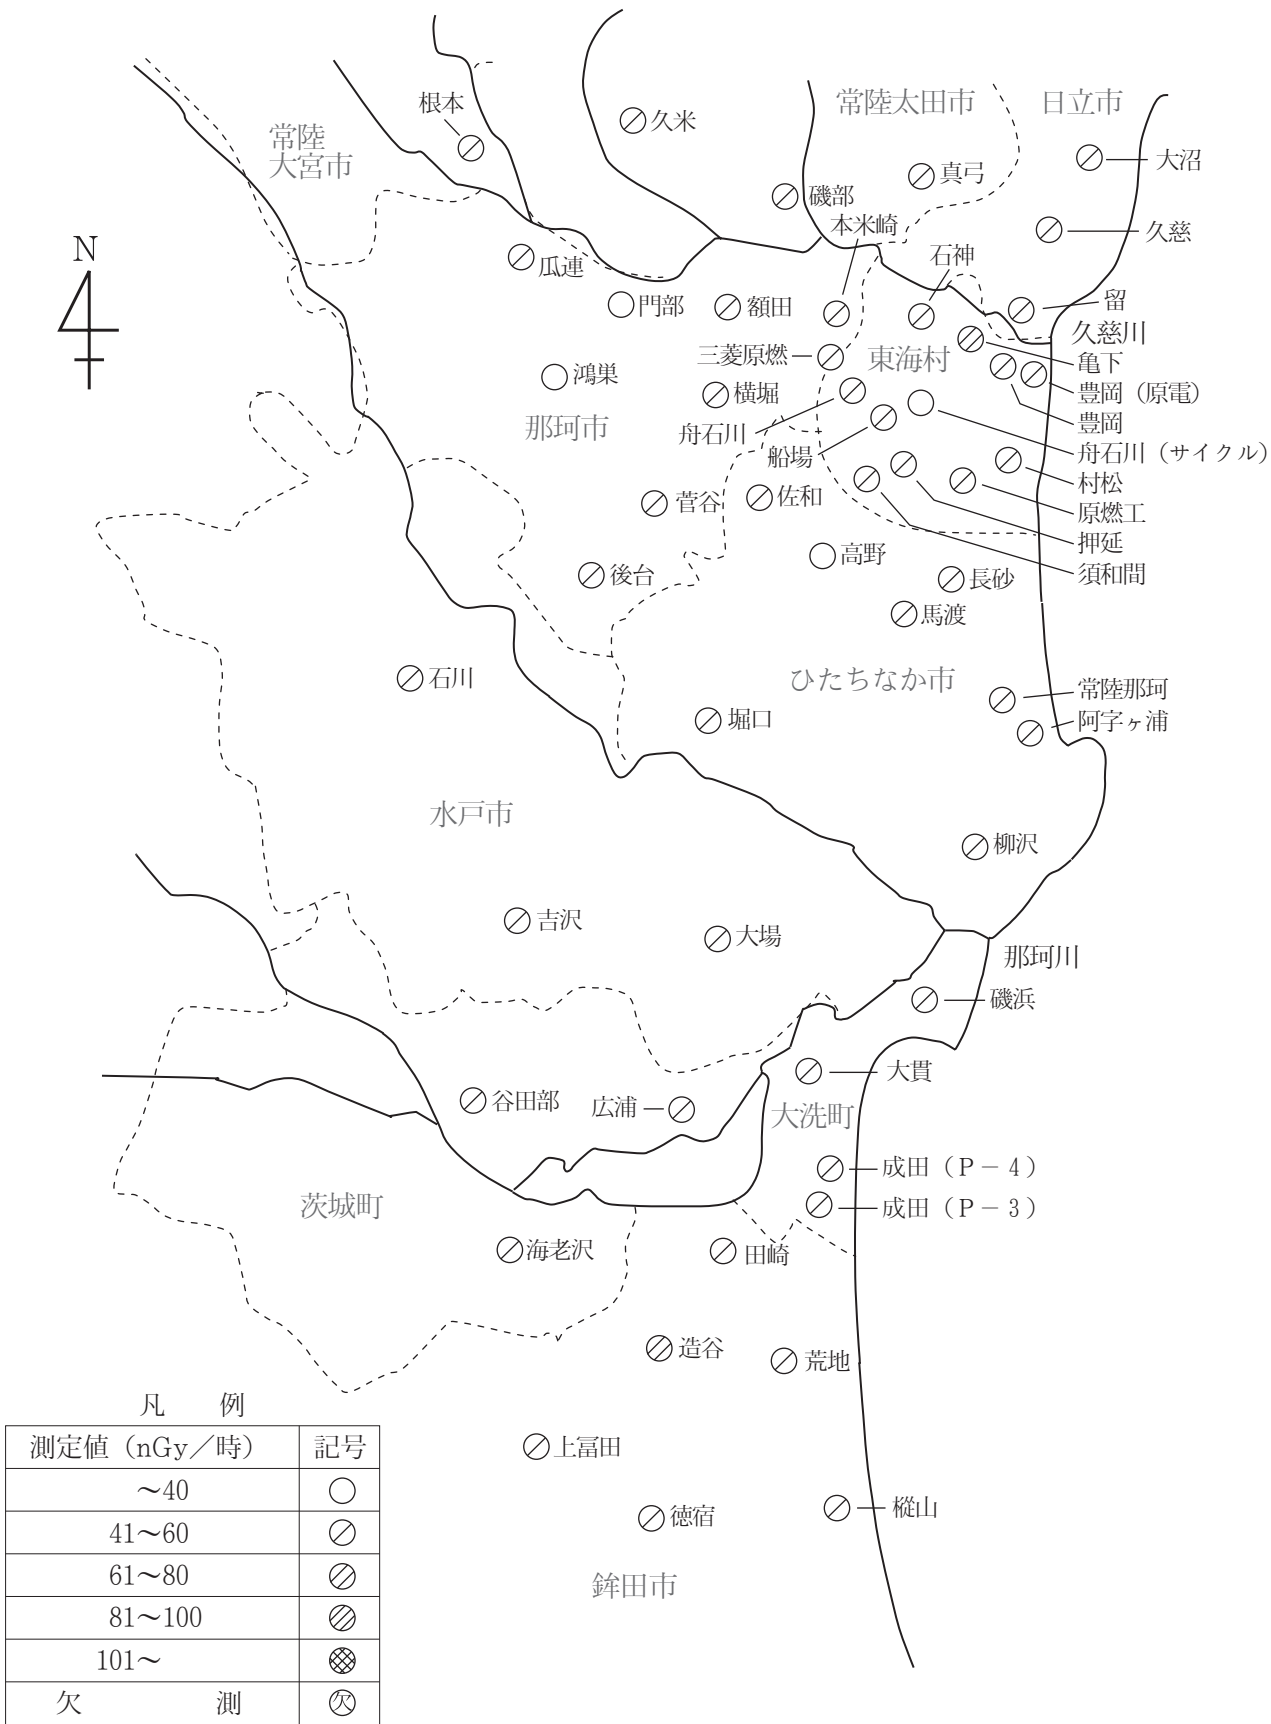 常陸太田市
日立市
根本
久米
常陸
大宮市
真弓
大沼
磯部
本米崎
久慈
N
石神
瓜連
門部
額田
留
久慈川
三菱原燃
東海村
亀下
鴻巣
横堀
豊岡（原電）
那珂市
舟石川
豊岡
船場
舟石川（サイクル）
村松
菅谷
佐和
原燃工
押延
高野
後台
長砂
須和間
馬渡
石川
ひたちなか市
常陸那珂
堀口
阿字ヶ浦
水戸市
柳沢
吉沢
大場
那珂川
磯浜
大貫
谷田部
広浦
大洗町
成田（P－4）
茨城町
成田（P－3）
海老沢
田崎
造谷
荒地
上冨田
徳宿
樅山
鉾田市
凡　例
測定値（nGy／時） 記号
～40
41～60
61～80
81～100
101～
欠　測 欠